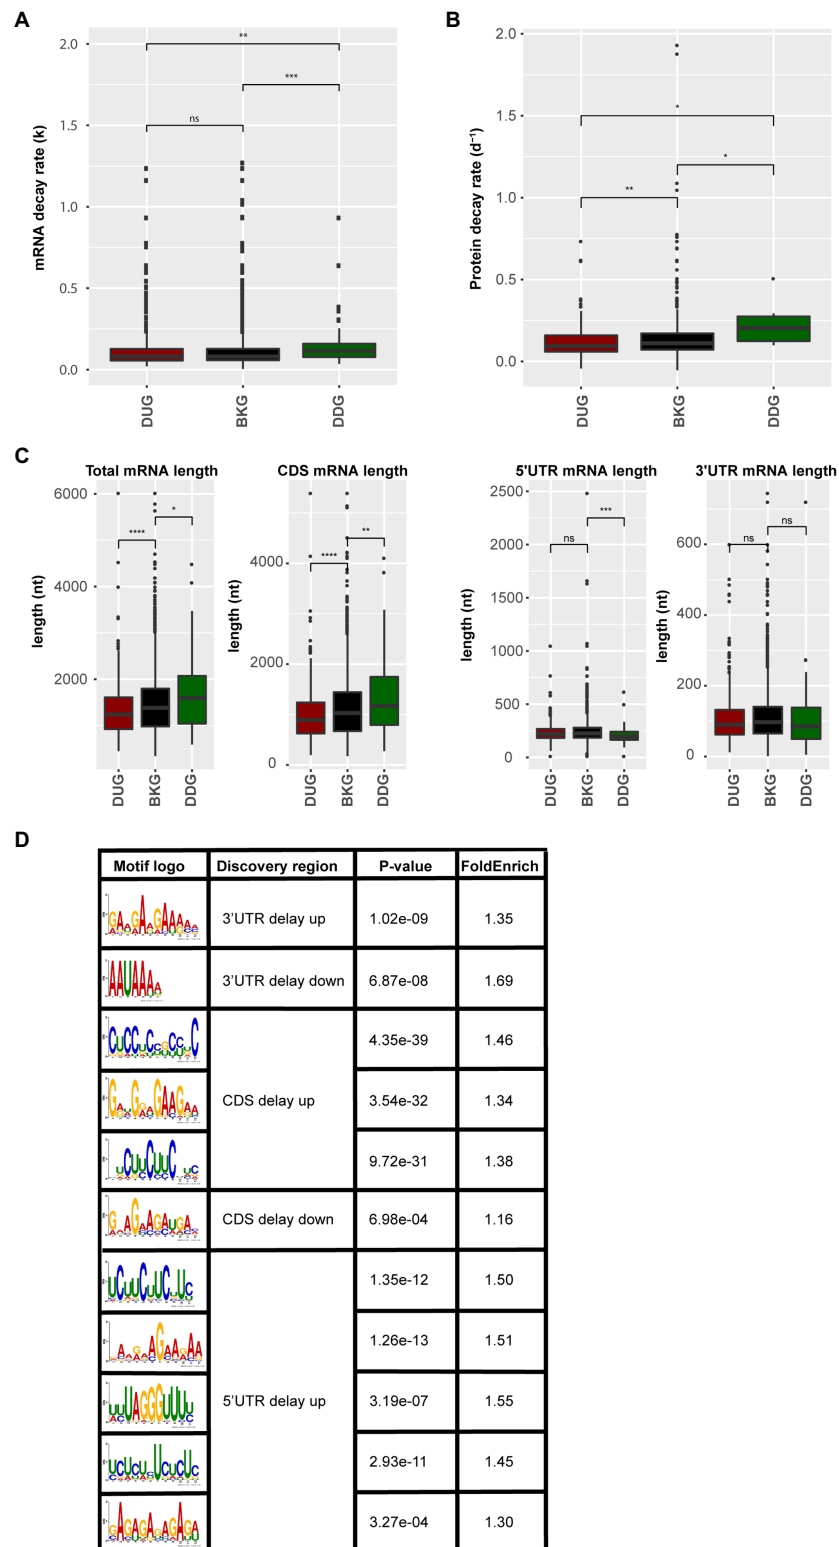 A
B
**
2.0
***
1.5
ns
1.0
0.5
0.0
mRNA decay rate (k)
DUG
BKG
DDG
2.0
1.5
*
*
**
1.0
0.5
0.0
Protein decay rate (d⁻¹)
DUG
BKG
DDG
C
Total mRNA length
6000
*
****
4000
2000
length (nt)
DUG
BKG
DDG
CDS mRNA length
**
****
4000
2000
0
length (nt)
DUG
BKG
DDG
5'UTR mRNA length
2500
***
ns
2000
1500
1000
500
0
length (nt)
DUG
BKG
DDG
3'UTR mRNA length
ns
ns
600
400
200
0
length (nt)
DUG
BKG
DDG
D
Motif logo Discovery region P-value FoldEnrich
3'UTR delay up 1.02e-09 1.35
AAUAAAA 3'UTR delay down 6.87e-08 1.69
4.35e-39 1.46
CDS delay up 3.54e-32 1.34
9.72e-31 1.38
CDS delay down 6.98e-04 1.16
1.35e-12 1.50
1.26e-13 1.51
5'UTR delay up 3.19e-07 1.55
2.93e-11 1.45
3.27e-04 1.30